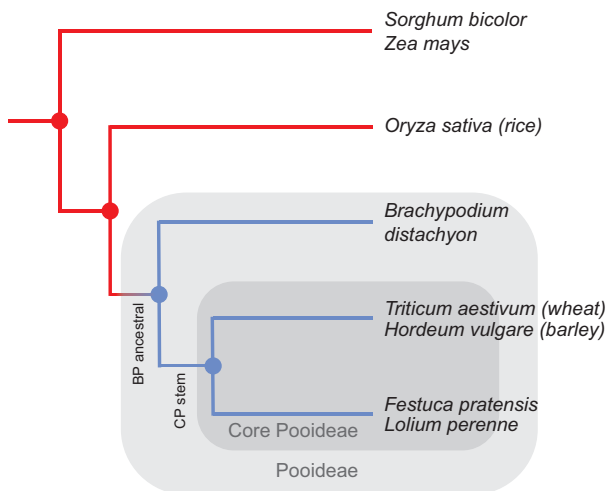 Sorghum bicolor
Zea mays
Oryza sativa (rice)
Brachypodium
distachyon
BP ancestral
Triticum aestivum (wheat)
Hordeum vulgare (barley)
CP stem
Festuca pratensis
Lolium perenne
Core Pooideae
Pooideae